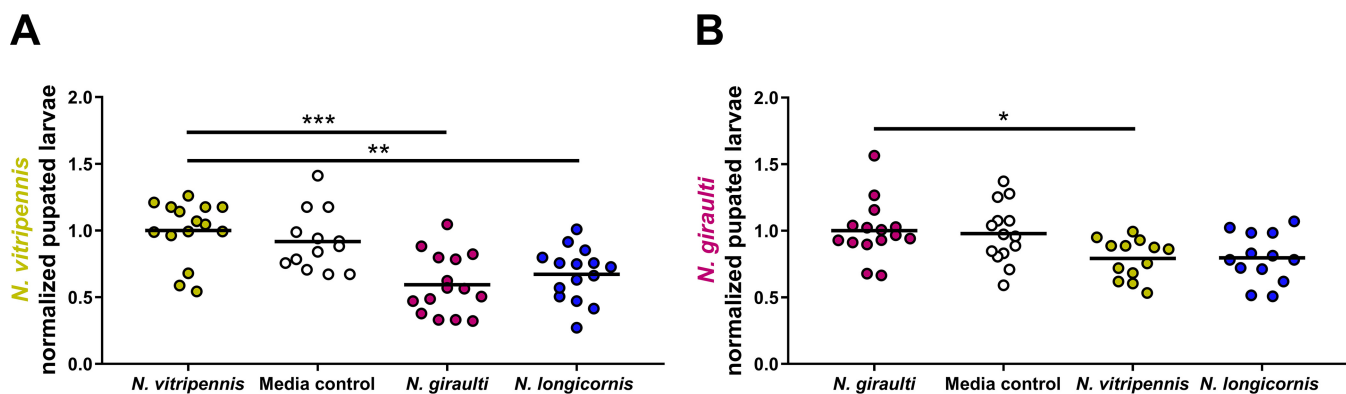 A
N. vitripennis
normalized pupated larvae
2.0
1.5
1.0
0.5
0.0
***
**
N. vitripennis Media control N. giraulti N. longicornis
B
N. giraulti
normalized pupated larvae
2.0
1.5
1.0
0.5
0.0
*
N. giraulti Media control N. vitripennis N. longicornis